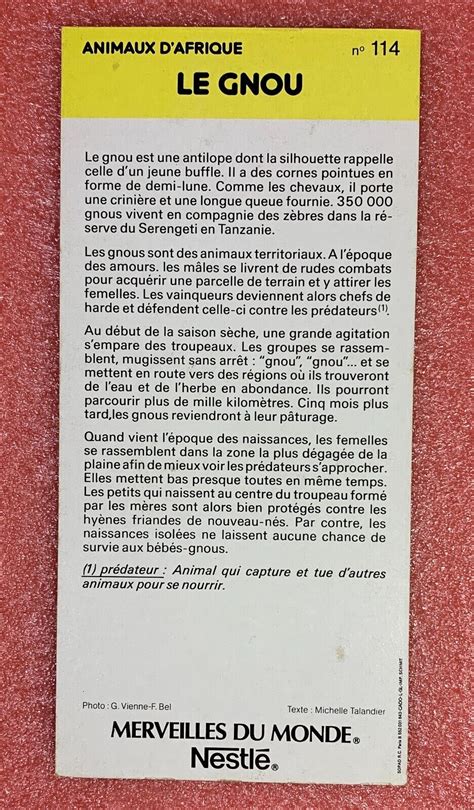 ANIMAUX D'AFRIQUE nº 114
LE GNOU
Le gnou est une antilope dont la silhouette rappelle
celle d'un jeune buffle. Il a des cornes pointues en
forme de demi-lune. Comme les chevaux, il porte
une crinière et une longue queue fournie. 350 000
gnous vivent en compagnie des zèbres dans la ré-
serve du Serengeti en Tanzanie.
Les gnous sont des animaux territoriaux. A l'époque
des amours. les mâles se livrent de rudes combats
pour acquérir une parcelle de terrain et y attirer les
femelles. Les vainqueurs deviennent alors chefs de
harde et défendent celle-ci contre les prédateurs(1).
Au début de la saison sèche, une grande agitation
s'empare des troupeaux. Les groupes se rassem-
blent, mugissent sans arrêt : "gnou", "gnou"... et se
mettent en route vers des régions où ils trouveront
de l'eau et de l'herbe en abondance. Ils pourront
parcourir plus de mille kilomètres. Cinq mois plus
tard,les gnous reviendront à leur pâturage.
Quand vient l'époque des naissances, les femelles
se rassemblent dans la zone la plus dégagée de la
plaine afin de mieux voir les prédateurs s'approcher.
Elles mettent bas presque toutes en même temps.
Les petits qui naissent au centre du troupeau formé
par les mères sont alors bien protégés contre les
hyènes friandes de nouveau-nés. Par contre, les
naissances isolées ne laissent aucune chance de
survie aux bébés-gnous.
(1) prédateur : Animal qui capture et tue d'autres
animaux pour se nourrir.
Photo : G. Vienne-F. Bel
Texte : Michelle Talandier
MERVEILLES DU MONDE®
Nestlé®